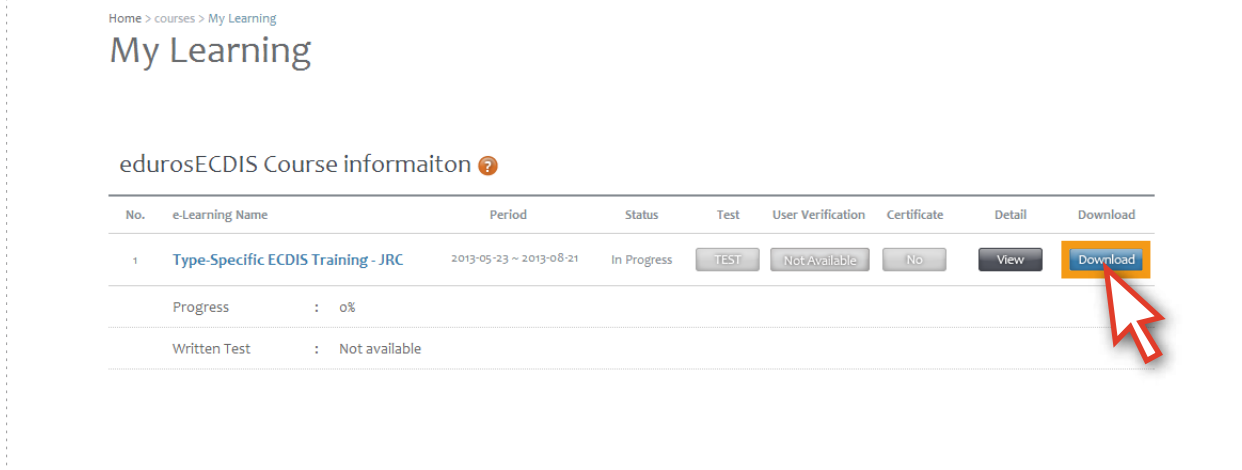 Home > courses > My Learning
My Learning
edurosECDIS Course informaiton ?
No. e-Learning Name Period Status Test User Verification Certificate Detail Download
1 Type-Specific ECDIS Training - JRC 2013-05-23 ~ 2013-08-21 In Progress TEST Not Available No View Download
Progress : 0%
Written Test : Not available